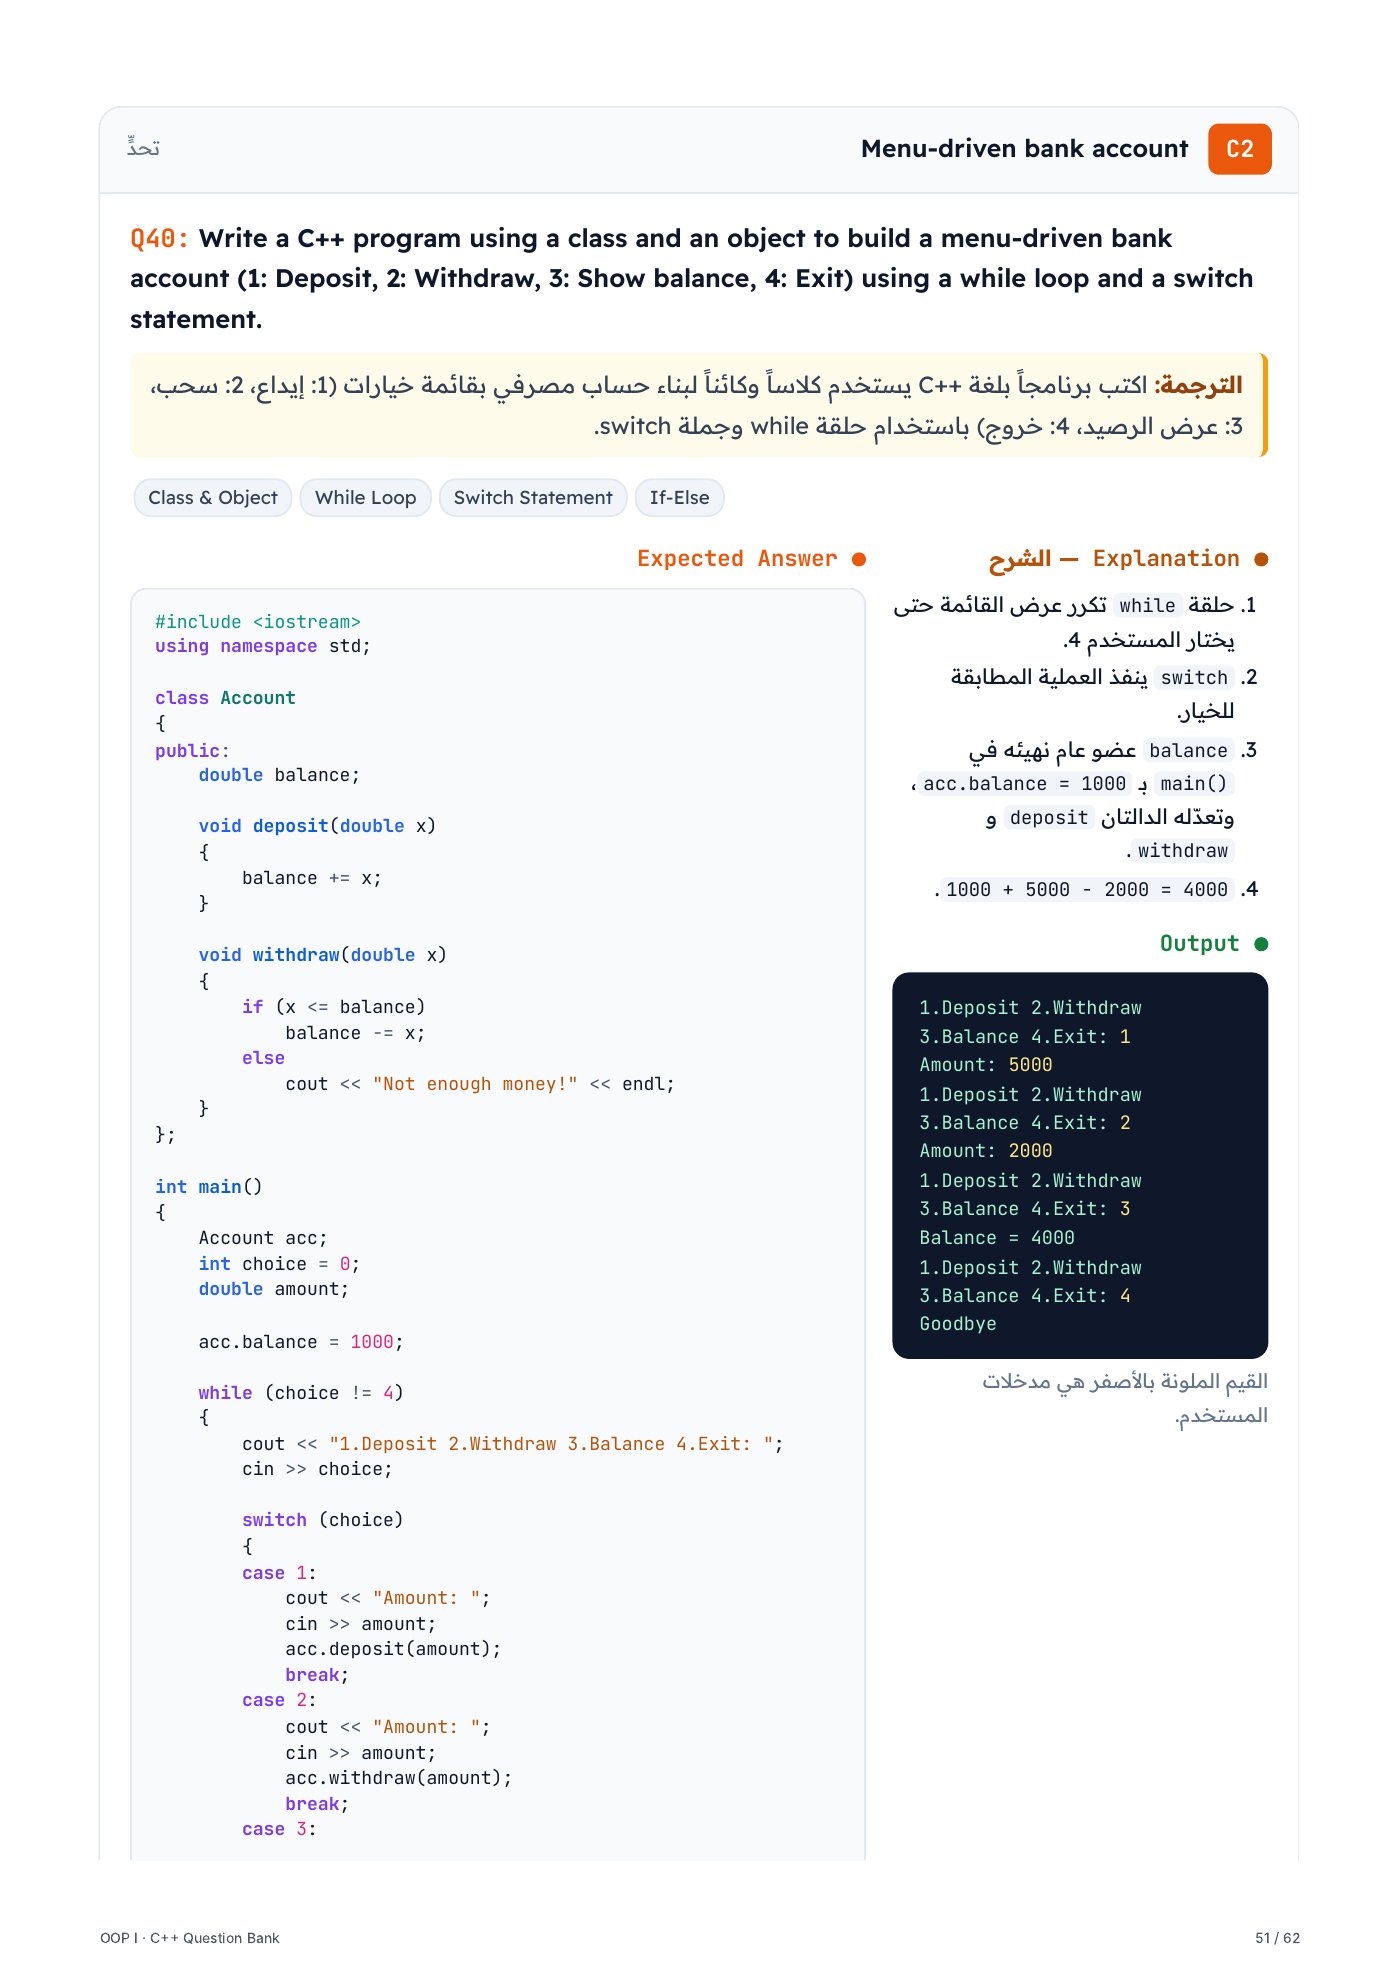 C2 Menu-driven bank account
تحدٍّ
Q40: Write a C++ program using a class and an object to build a menu-driven bank
account (1: Deposit, 2: Withdraw, 3: Show balance, 4: Exit) using a while loop and a switch
statement.
الترجمة: اكتب برنامجاً بلغة C++ يستخدم كلاساً وكائناً لبناء حساب مصرفي بقائمة خيارات (1: إيداع، 2: سحب،
3: عرض الرصيد، 4: خروج) باستخدام حلقة while وجملة switch.
Class & Object
While Loop
Switch Statement
If-Else
Explanation — الشرح
1. حلقة while تكرر عرض القائمة حتى
يختار المستخدم 4.
2. switch ينفذ العملية المطابقة
للخيار.
3. balance عضو عام نهيئه في
main() بـ acc.balance = 1000،
وتعدّله الدالتان deposit و
withdraw.
4. 1000 + 5000 - 2000 = 4000.
Output
1.Deposit 2.Withdraw
3.Balance 4.Exit: 1
Amount: 5000
1.Deposit 2.Withdraw
3.Balance 4.Exit: 2
Amount: 2000
1.Deposit 2.Withdraw
3.Balance 4.Exit: 3
Balance = 4000
1.Deposit 2.Withdraw
3.Balance 4.Exit: 4
Goodbye
القيم الملونة بالأصفر هي مدخلات
المستخدم.
Expected Answer
#include <iostream>
using namespace std;

class Account
{
public:
    double balance;

    void deposit(double x)
    {
        balance += x;
    }

    void withdraw(double x)
    {
        if (x <= balance)
            balance -= x;
        else
            cout << "Not enough money!" << endl;
    }
};

int main()
{
    Account acc;
    int choice = 0;
    double amount;

    acc.balance = 1000;

    while (choice != 4)
    {
        cout << "1.Deposit 2.Withdraw 3.Balance 4.Exit: ";
        cin >> choice;

        switch (choice)
        {
        case 1:
            cout << "Amount: ";
            cin >> amount;
            acc.deposit(amount);
            break;
        case 2:
            cout << "Amount: ";
            cin >> amount;
            acc.withdraw(amount);
            break;
        case 3:
OOP I · C++ Question Bank
51 / 62